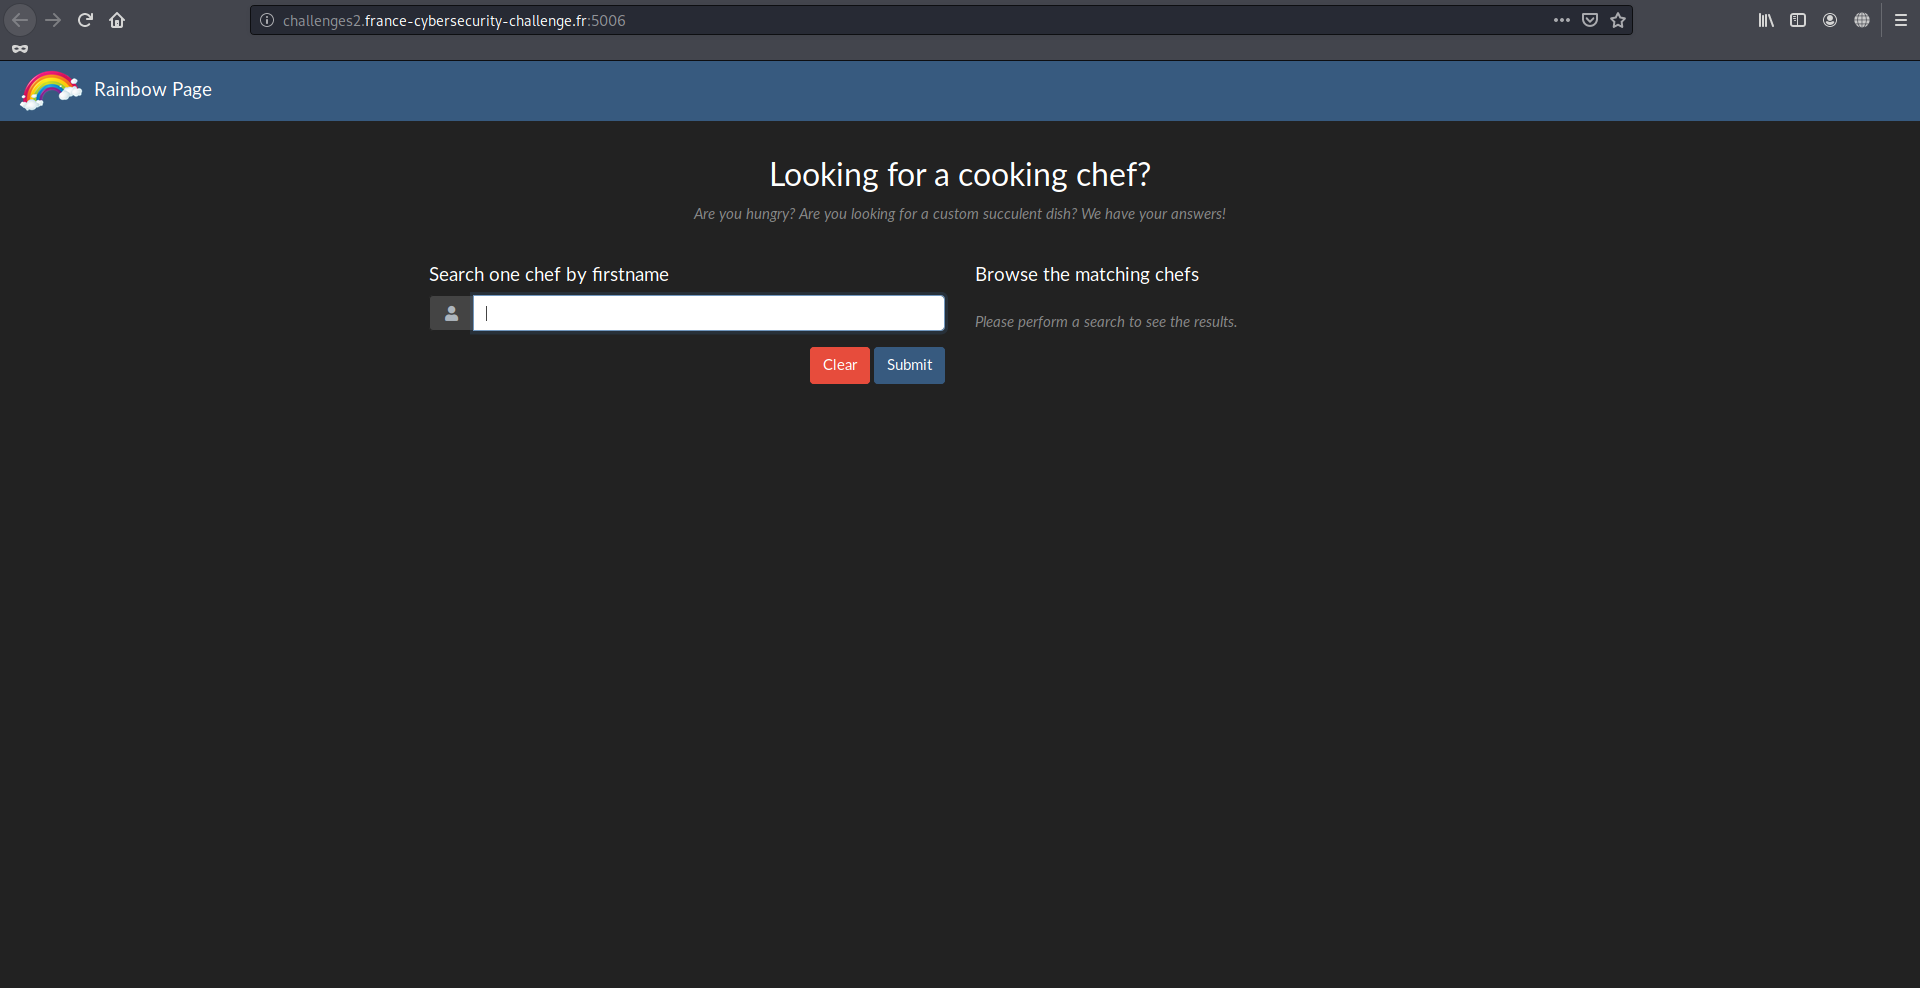 challenges2.france-cybersecurity-challenge.fr:5006
Rainbow Page
Looking for a cooking chef?
Are you hungry? Are you looking for a custom succulent dish? We have your answers!
Search one chef by firstname
Clear
Submit
Browse the matching chefs
Please perform a search to see the results.